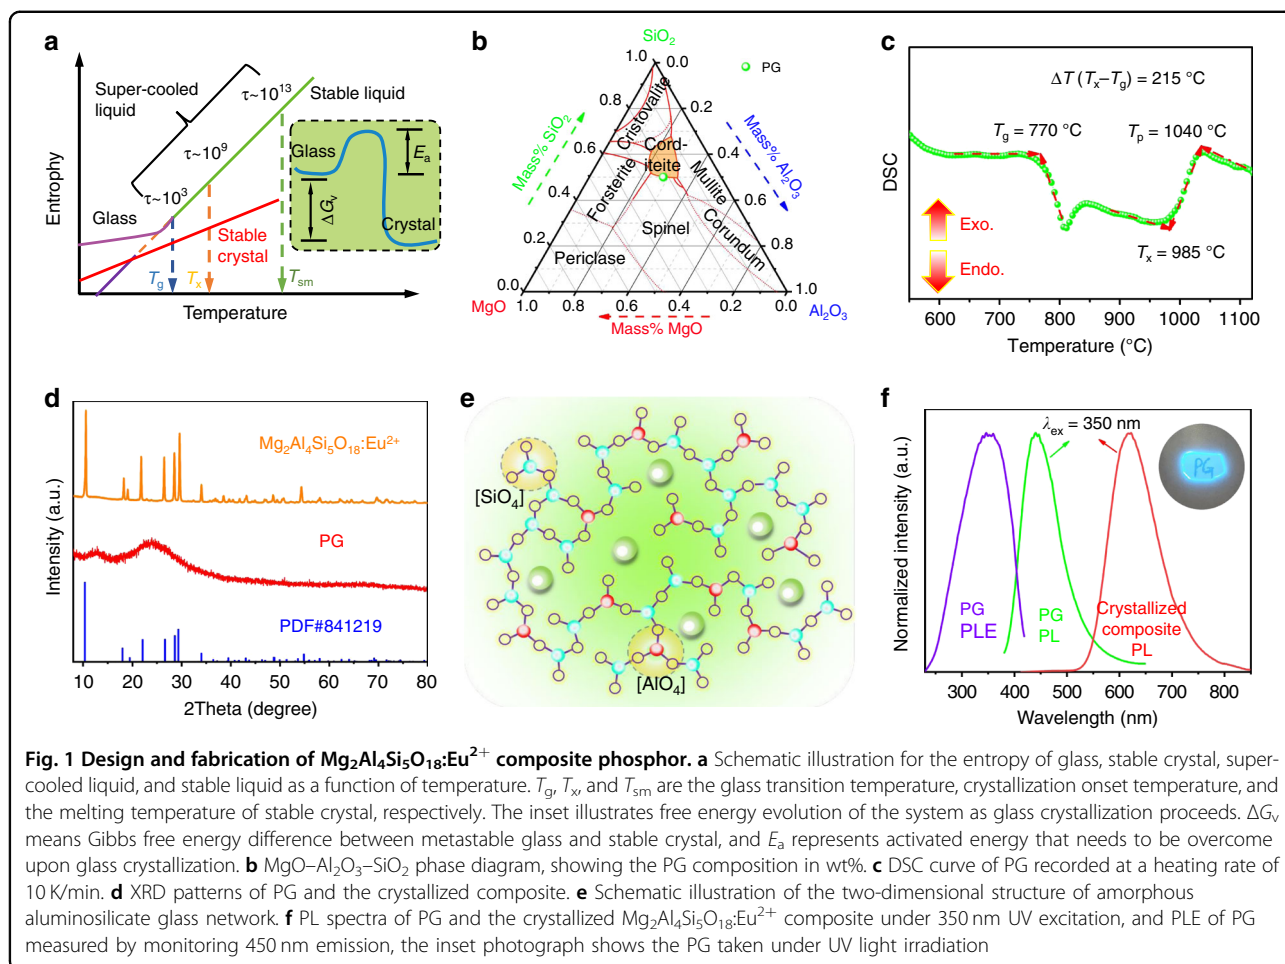 a
Entropy
Super-cooled
liquid
τ~10¹³
Stable liquid
τ~10⁹
τ~10³
Glass
Stable
crystal
Tg
Tx
Tsm
Temperature
Glass
Eₐ
ΔGᵥ
Crystal
b
SiO₂
1.0
0.0
PG
0.8
0.2
Mass% SiO₂
Cristovalite
Mass% Al₂O₃
0.6
Cord-
0.4
iteite
0.4
Forsterite
Mullite
0.6
Corundum
0.2
Spinel
0.8
Periclase
0.0
1.0
MgO
1.0
0.8
0.6
0.4
0.2
0.0
Al₂O₃
Mass% MgO
c
ΔT (Tx–Tg) = 215 °C
Tg = 770 °C
Tp = 1040 °C
DSC
Exo.
Endo.
Tx = 985 °C
600 700 800 900 1000 1100
Temperature (°C)
d
Mg₂Al₄Si₅O₁₈:Eu²⁺
Intensity (a.u.)
PG
PDF#841219
10 20 30 40 50 60 70 80
2Theta (degree)
e
[SiO₄]
[AlO₄]
f
λex = 350 nm
PG
Normalized intensity (a.u.)
PG
PLE
PG
PL
Crystallized
composite
PL
300 400 500 600 700 800
Wavelength (nm)
Fig. 1 Design and fabrication of Mg₂Al₄Si₅O₁₈:Eu²⁺ composite phosphor. a Schematic illustration for the entropy of glass, stable crystal, super-
cooled liquid, and stable liquid as a function of temperature. Tg, Tx, and Tsm are the glass transition temperature, crystallization onset temperature, and
the melting temperature of stable crystal, respectively. The inset illustrates free energy evolution of the system as glass crystallization proceeds. ΔGᵥ
means Gibbs free energy difference between metastable glass and stable crystal, and Eₐ represents activated energy that needs to be overcome
upon glass crystallization. b MgO–Al₂O₃–SiO₂ phase diagram, showing the PG composition in wt%. c DSC curve of PG recorded at a heating rate of
10 K/min. d XRD patterns of PG and the crystallized composite. e Schematic illustration of the two-dimensional structure of amorphous
aluminosilicate glass network. f PL spectra of PG and the crystallized Mg₂Al₄Si₅O₁₈:Eu²⁺ composite under 350 nm UV excitation, and PLE of PG
measured by monitoring 450 nm emission, the inset photograph shows the PG taken under UV light irradiation